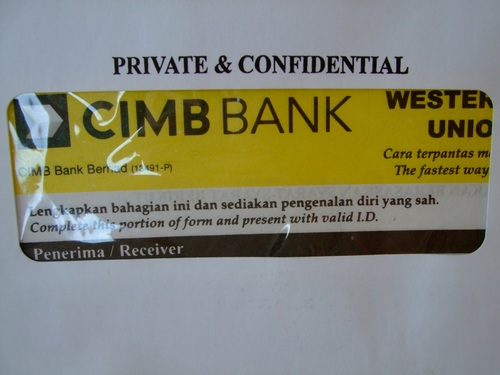 PRIVATE & CONFIDENTIAL
CIMB BANK
WESTER
UNIO
CIMB Bank Berhad (13491-P)
Cara terpantas m
The fastest way
Lengkapkan bahagian ini dan sediakan pengenalan diri yang sah.
Complete this portion of form and present with valid I.D.
Penerima / Receiver